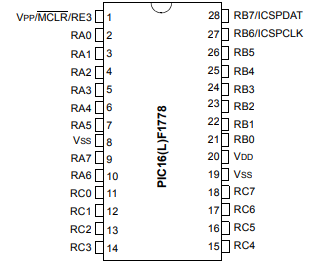 VPP/MCLR/RE3 1 28 RB7/ICSPDAT
RA0 2 27 RB6/ICSPCLK
RA1 3 26 RB5
RA2 4 25 RB4
RA3 5 24 RB3
RA4 6 23 RB2
RA5 7 22 RB1
VSS 8 21 RB0
RA7 9 20 VDD
RA6 10 19 VSS
RC0 11 18 RC7
RC1 12 17 RC6
RC2 13 16 RC5
RC3 14 15 RC4
PIC16(L)F1778